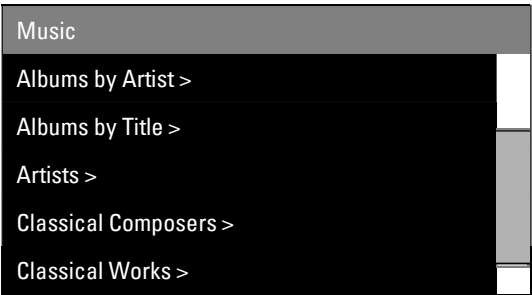 Music
Albums by Artist >
Albums by Title >
Artists >
Classical Composers >
Classical Works >